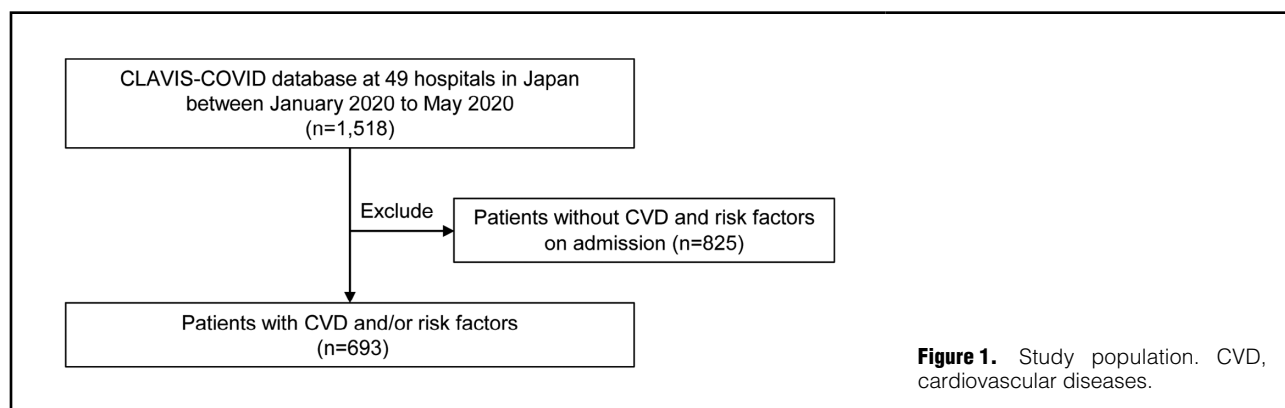 CLAVIS-COVID database at 49 hospitals in Japan
between January 2020 to May 2020
(n=1,518)
Exclude
Patients without CVD and risk factors
on admission (n=825)
Patients with CVD and/or risk factors
(n=693)
Figure 1. Study population. CVD,
cardiovascular diseases.